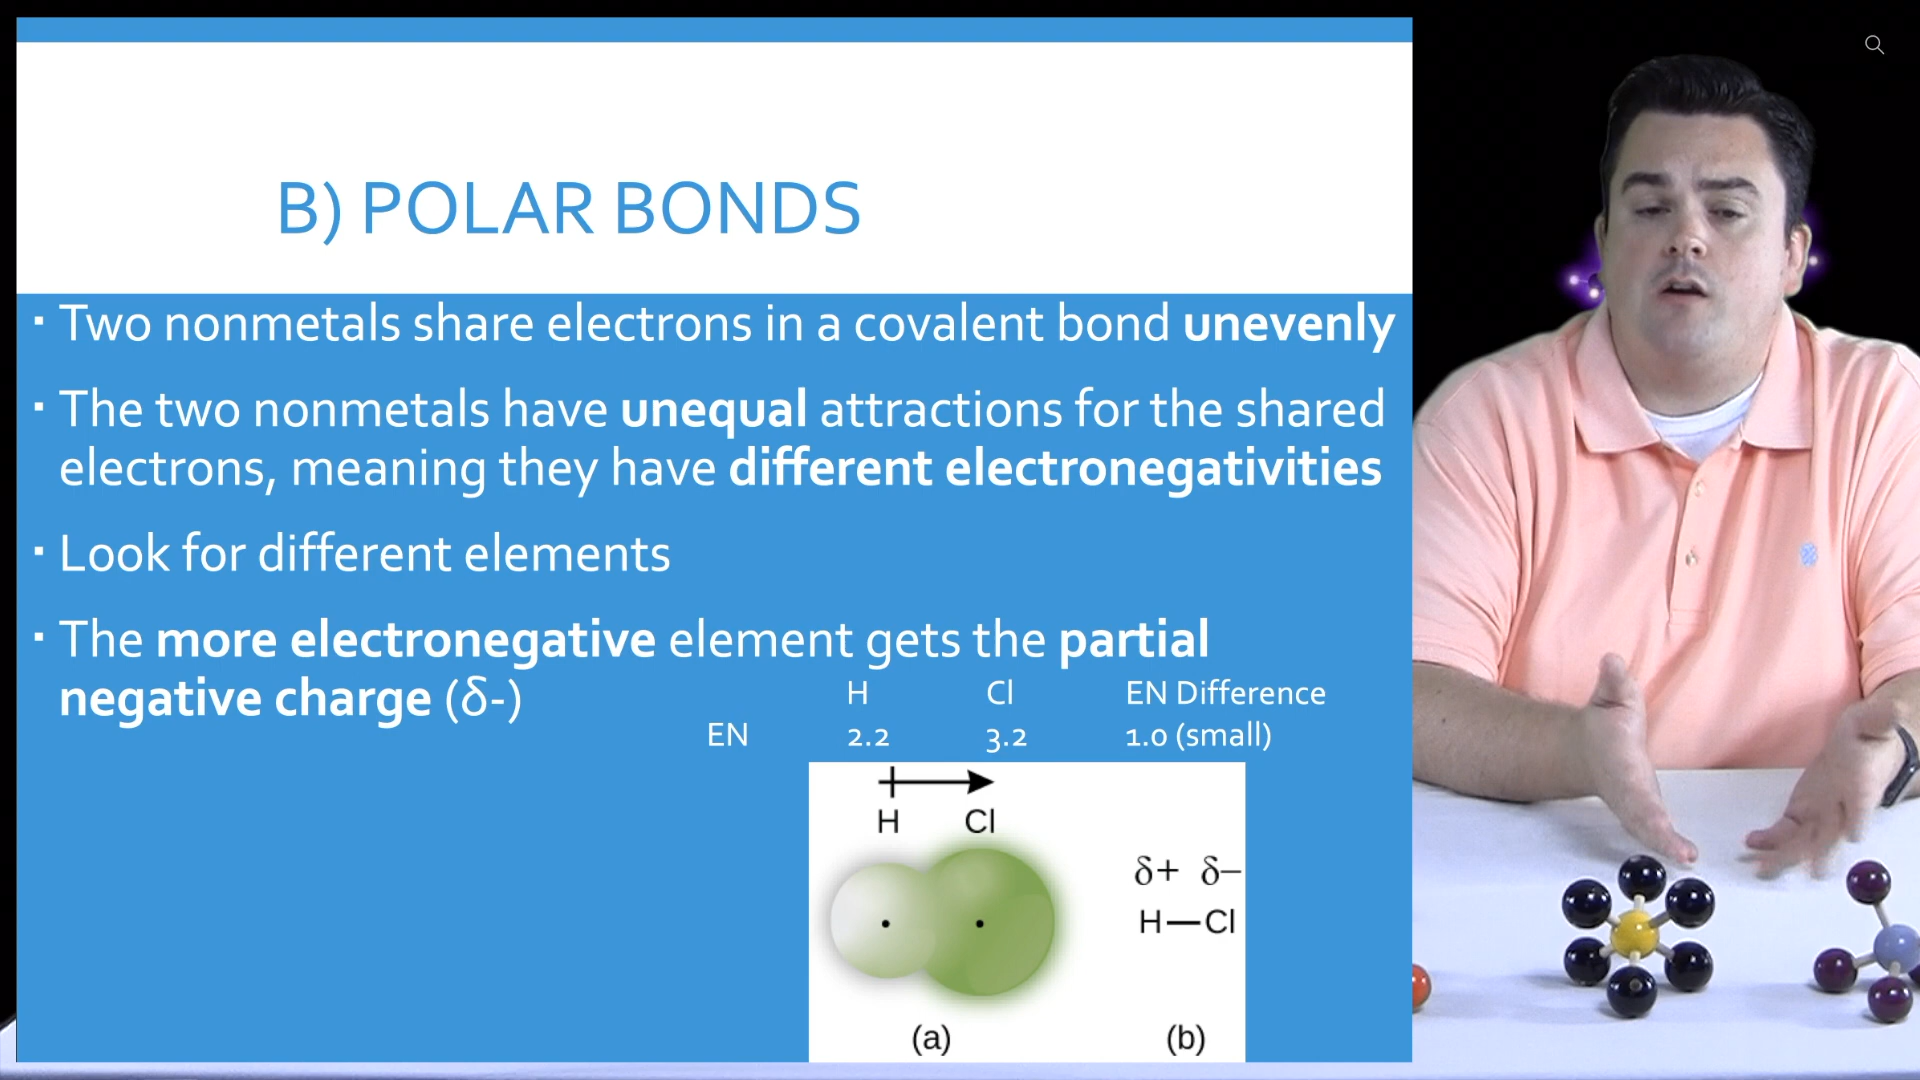 B) POLAR BONDS
▪ Two nonmetals share electrons in a covalent bond unevenly
▪ The two nonmetals have unequal attractions for the shared
electrons, meaning they have different electronegativities
▪ Look for different elements
▪ The more electronegative element gets the partial
negative charge (δ-)
H Cl EN Difference
EN 2.2 3.2 1.0 (small)
H Cl
δ+ δ–
H—Cl
(a) (b)